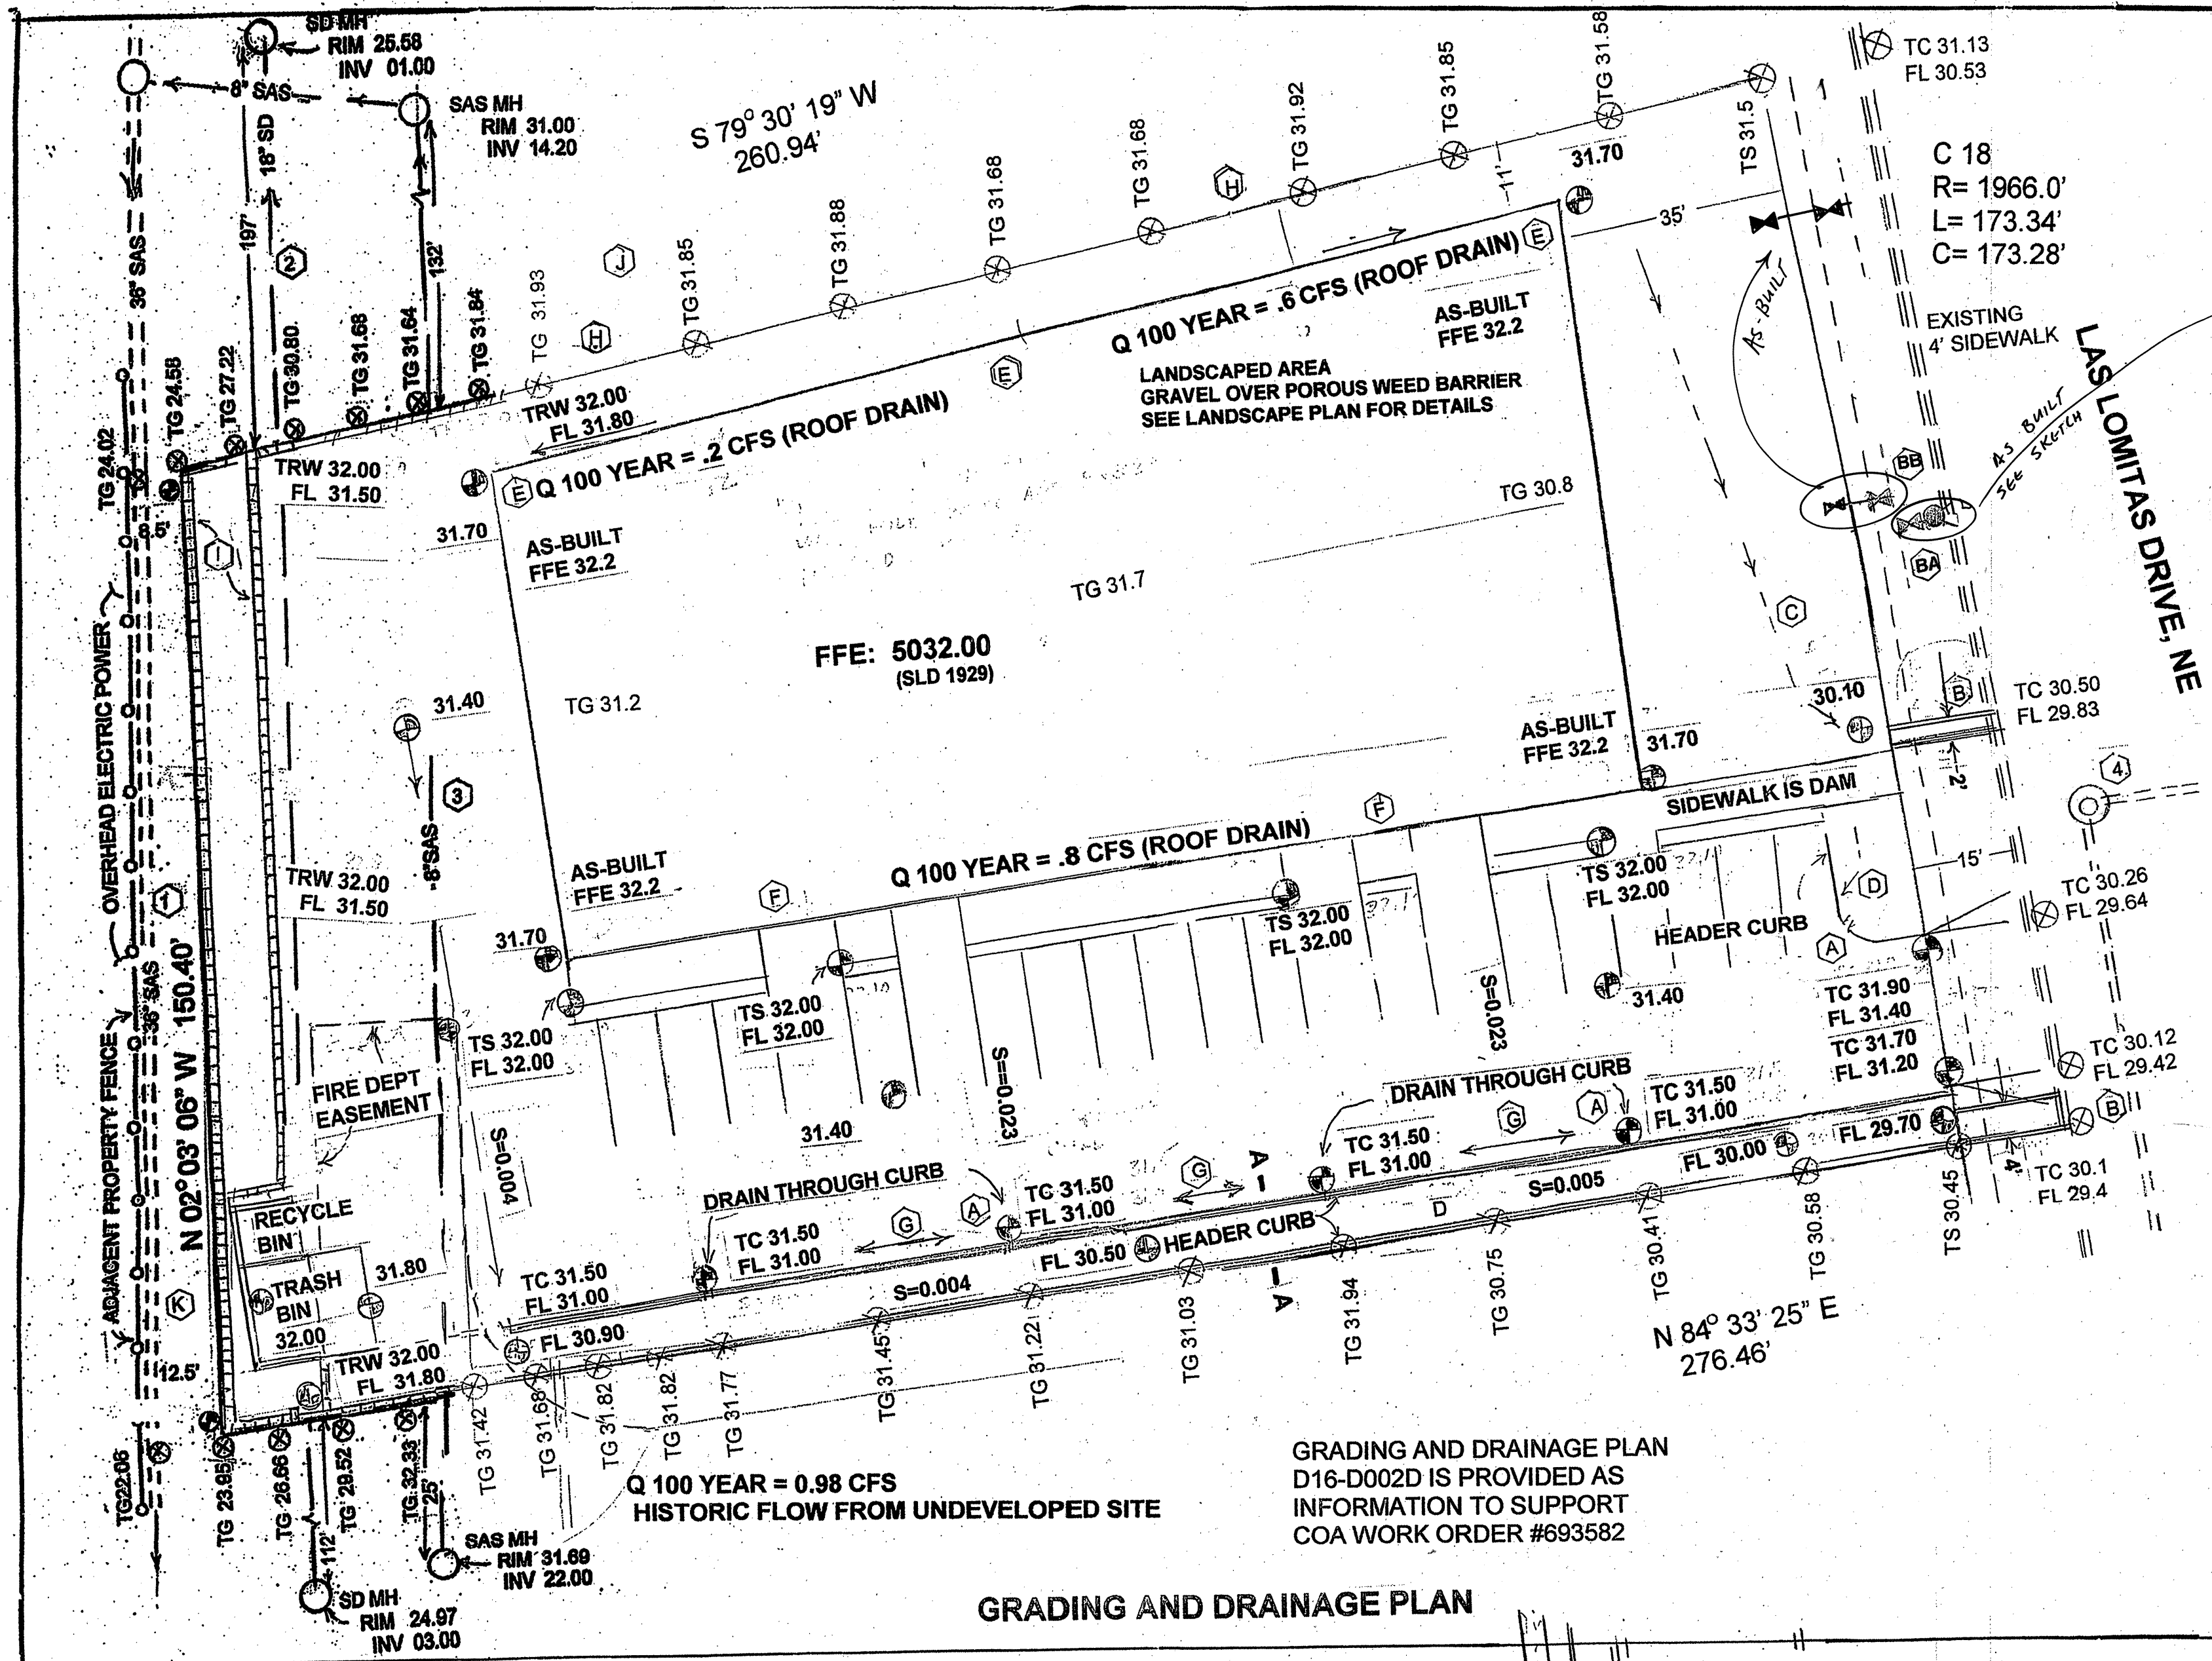 SD MH
RIM 25.58
INV 01.00
8" SAS
SAS MH
RIM 31.00
INV 14.20
S 79° 30' 19" W
260.94'
36" SAS
18" SD
197'
132'
2
TG 24.02
TG 24.58
TG 27.22
TG 30.80
TG 31.68
TG 31.64
TG 31.84
TG 31.93
TG 31.85
TG 31.88
TG 31.68
TG 31.68
TG 31.92
TG 31.85
TG 31.58
TS 31.5
H
J
H
11'
31.70
35'
TC 31.13
FL 30.53
C 18
R= 1966.0'
L= 173.34'
C= 173.28'
EXISTING
4' SIDEWALK
LAS LOMITAS DRIVE, NE
AS-BUILT
AS BUILT
SEE SKETCH
BB
BA
TRW 32.00
FL 31.80
TRW 32.00
FL 31.50
8.5'
I
E
Q 100 YEAR = .2 CFS (ROOF DRAIN)
E
Q 100 YEAR = .6 CFS (ROOF DRAIN)
E
AS-BUILT
FFE 32.2
LANDSCAPED AREA
GRAVEL OVER POROUS WEED BARRIER
SEE LANDSCAPE PLAN FOR DETAILS
31.70
AS-BUILT
FFE 32.2
TG 30.8
TG 31.7
FFE: 5032.00
(SLD 1929)
TG 31.2
31.40
3
8"SAS
C
30.10
B
TC 30.50
FL 29.83
2'
4
AS-BUILT
FFE 32.2
31.70
SIDEWALK IS DAM
15'
OVERHEAD ELECTRIC POWER
1
TRW 32.00
FL 31.50
AS-BUILT
FFE 32.2
F
Q 100 YEAR = .8 CFS (ROOF DRAIN)
F
31.70
TS 32.00
FL 32.00
TS 32.00
FL 32.00
TS 32.00
FL 32.00
TS 32.00
FL 32.00
HEADER CURB
D
A
TC 30.26
FL 29.64
31.40
TC 31.90
FL 31.40
TC 31.70
FL 31.20
TC 30.12
FL 29.42
B
4'
TC 30.1
FL 29.4
ADJACENT PROPERTY FENCE
36" SAS
N 02° 03' 06" W 150.40'
FIRE DEPT
EASEMENT
S=0.004
S==0.023
S=0.023
31.40
DRAIN THROUGH CURB
TC 31.50
FL 31.00
G
A
TC 31.50
FL 31.00
G
A
TC 31.50
FL 31.00
DRAIN THROUGH CURB
G
A
TC 31.50
FL 31.00
FL 30.00
FL 29.70
RECYCLE
BIN
TRASH
BIN
32.00
31.80
K
12.5'
TRW 32.00
FL 31.80
TC 31.50
FL 31.00
FL 30.90
S=0.004
FL 30.50
HEADER CURB
D
S=0.005
A
TG22.06
TG 23.95
TG 26.66
TG 29.52
TG 32.33
TG 31.42
TG 31.68
TG 31.82
TG 31.82
TG 31.77
TG 31.45
TG 31.22
TG 31.03
TG 31.94
TG 30.75
TG 30.41
TG 30.58
TS 30.45
N 84° 33' 25" E
276.46'
112'
25'
SAS MH
RIM 31.69
INV 22.00
SD MH
RIM 24.97
INV 03.00
Q 100 YEAR = 0.98 CFS
HISTORIC FLOW FROM UNDEVELOPED SITE
GRADING AND DRAINAGE PLAN
D16-D002D IS PROVIDED AS
INFORMATION TO SUPPORT
COA WORK ORDER #693582
GRADING AND DRAINAGE PLAN